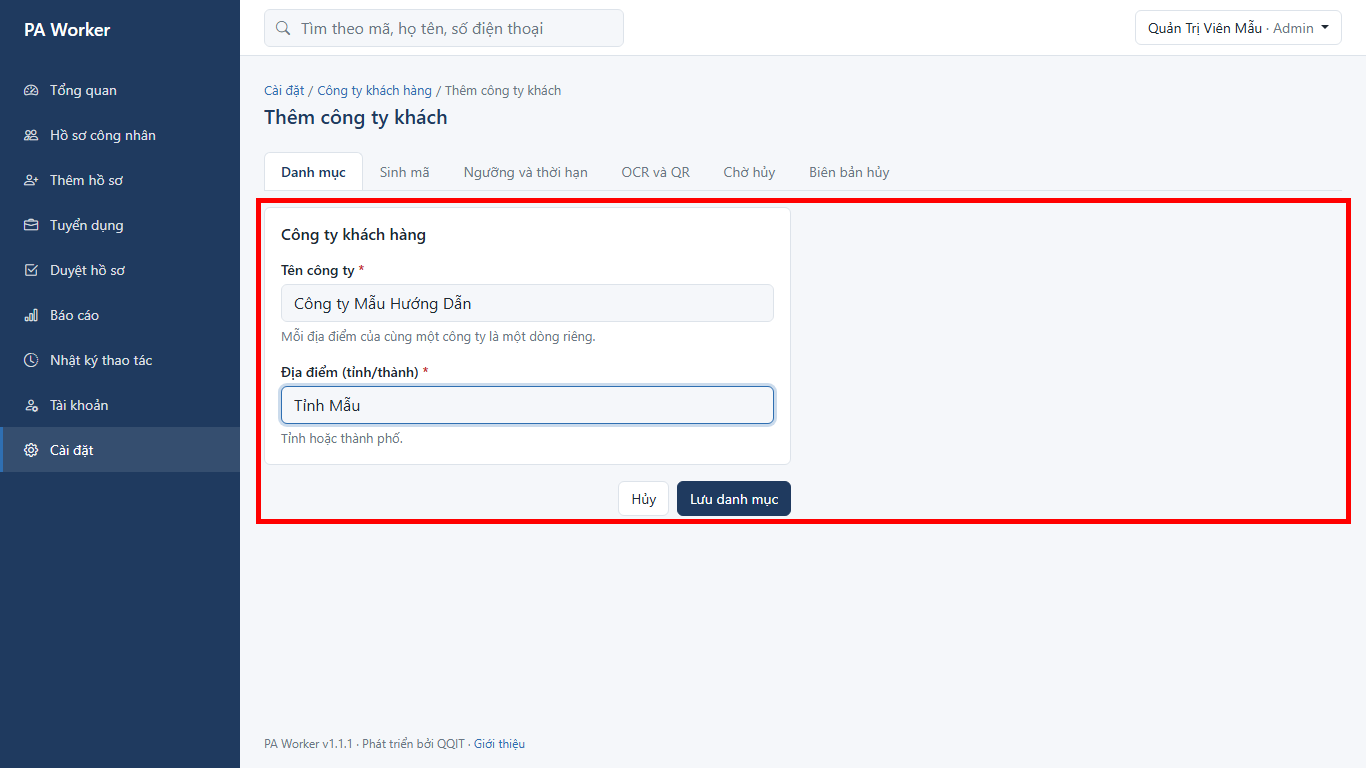 PA Worker
Tìm theo mã, họ tên, số điện thoại
Quản Trị Viên Mẫu · Admin
Tổng quan
Hồ sơ công nhân
Thêm hồ sơ
Tuyển dụng
Duyệt hồ sơ
Báo cáo
Nhật ký thao tác
Tài khoản
Cài đặt
Cài đặt / Công ty khách hàng / Thêm công ty khách
Thêm công ty khách
Danh mục Sinh mã Ngưỡng và thời hạn OCR và QR Chờ hủy Biên bản hủy
Công ty khách hàng
Tên công ty *
Công ty Mẫu Hướng Dẫn
Mỗi địa điểm của cùng một công ty là một dòng riêng.
Địa điểm (tỉnh/thành) *
Tỉnh Mẫu
Tỉnh hoặc thành phố.
Hủy Lưu danh mục
PA Worker v1.1.1 · Phát triển bởi QQIT · Giới thiệu